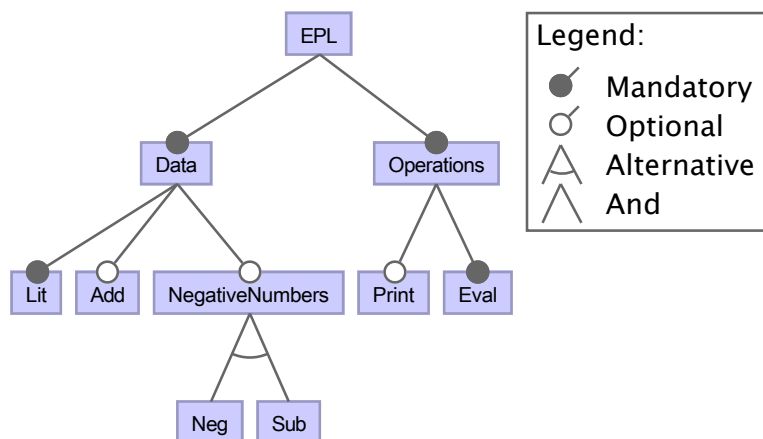 EPL
Legend:
Mandatory
Optional
Alternative
And
Data
Operations
Lit
Add
NegativeNumbers
Print
Eval
Neg
Sub